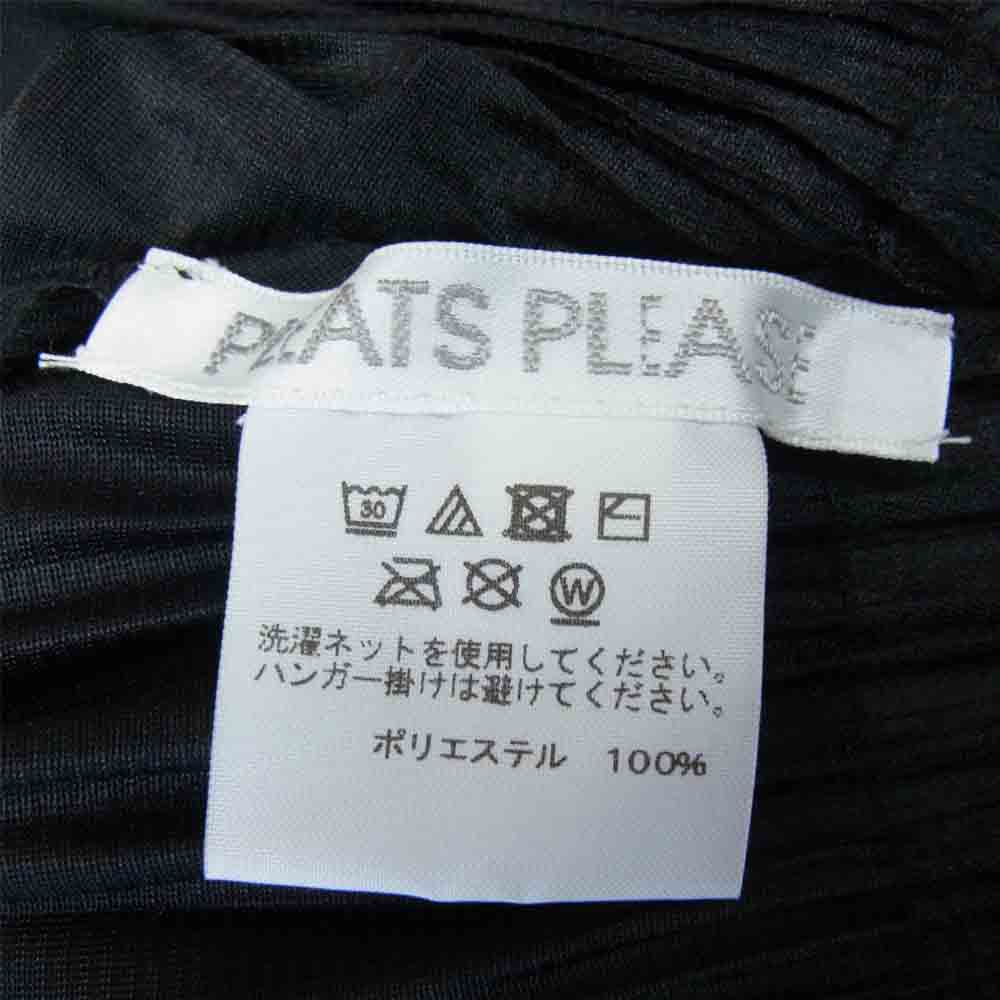 PLEATS PLEASE
30
W
洗濯ネットを使用してください。
ハンガー掛けは避けてください。
ポリエステル 100%